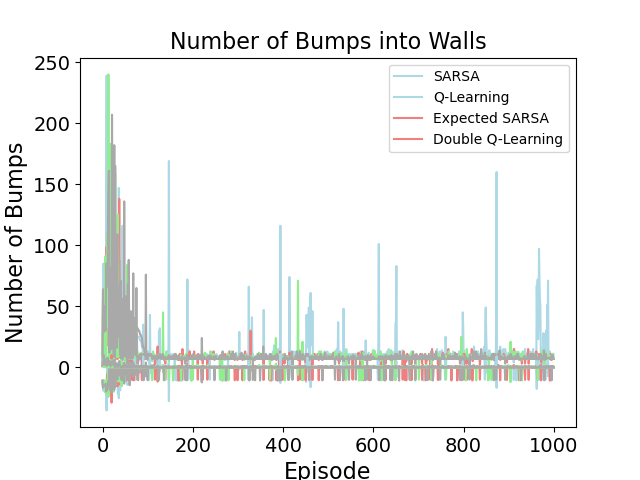 Number of Bumps into Walls
250
200
150
100
50
0
Number of Bumps
SARSA
Q-Learning
Expected SARSA
Double Q-Learning
0 200 400 600 800 1000
Episode